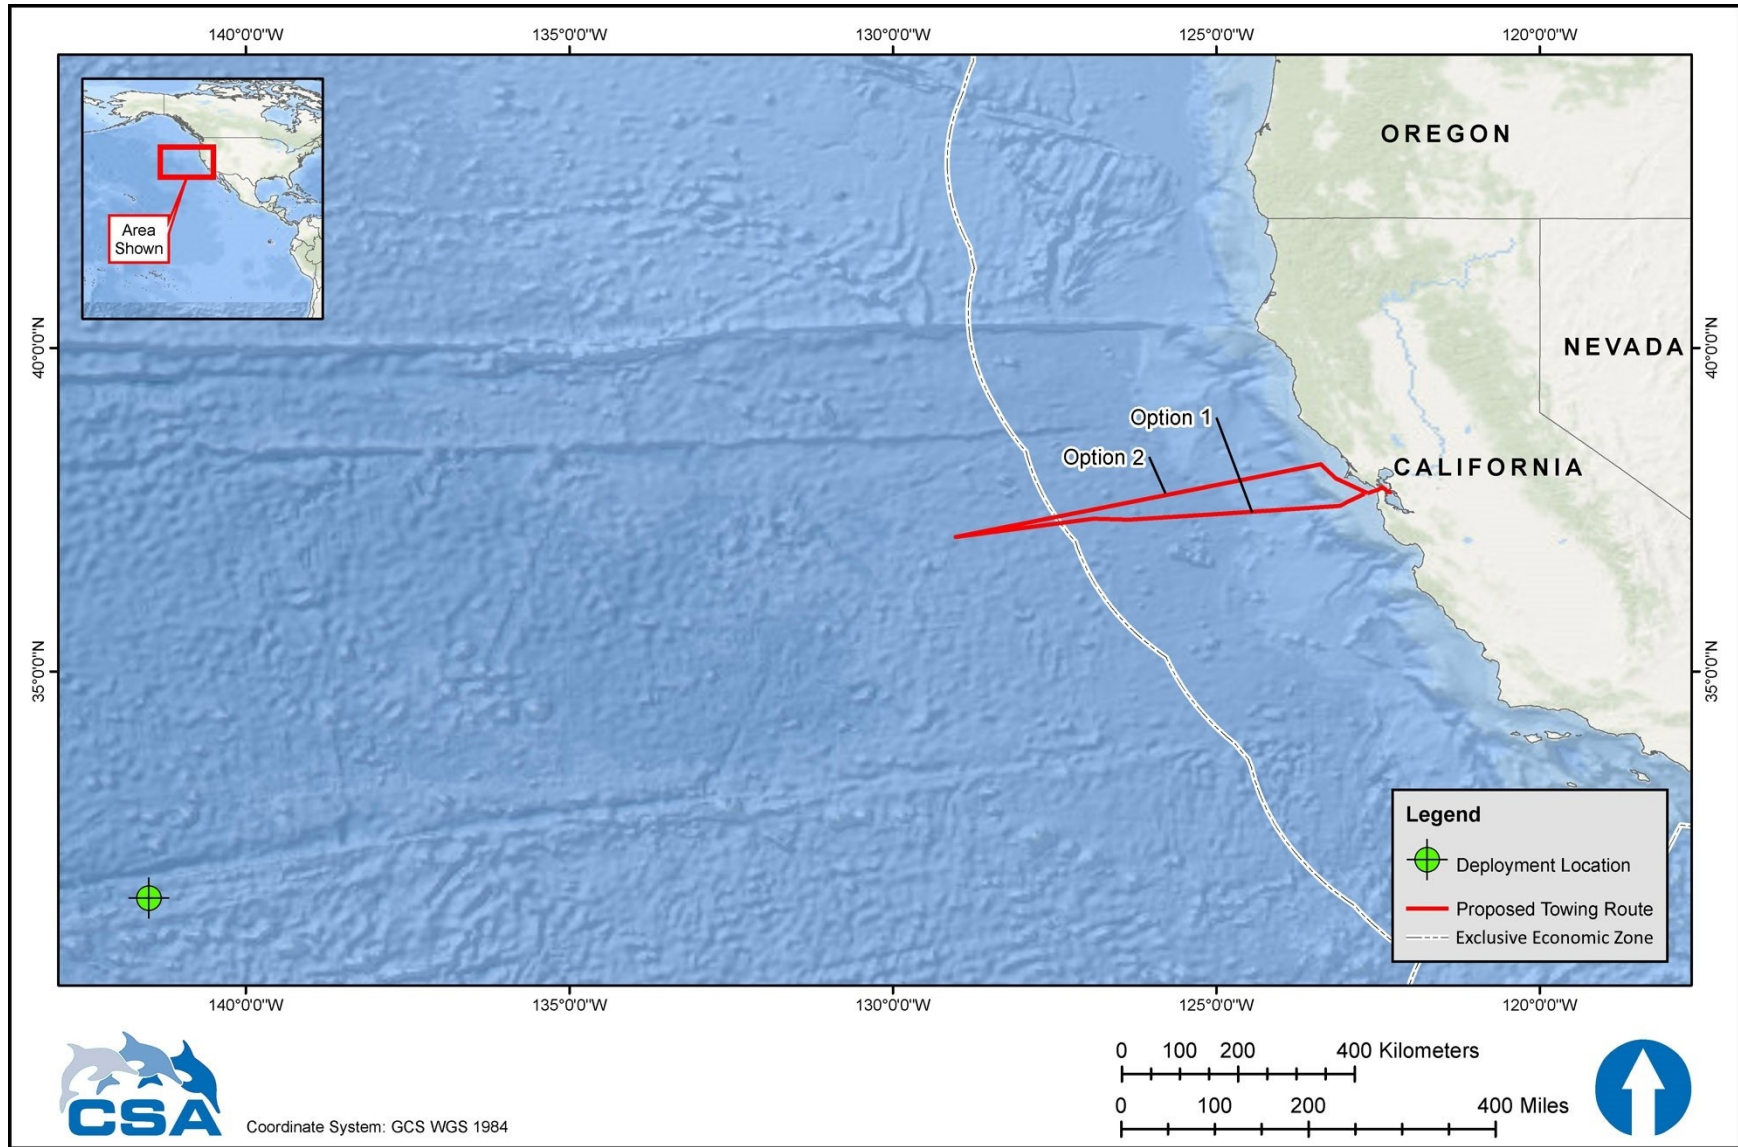 140°0'0"W 135°0'0"W 130°0'0"W 125°0'0"W 120°0'0"W
Area
Shown
OREGON
40°0'0"N
NEVADA
40°0'0"N
Option 1
Option 2
CALIFORNIA
35°0'0"N
35°0'0"N
Legend
Deployment Location
Proposed Towing Route
Exclusive Economic Zone
140°0'0"W 135°0'0"W 130°0'0"W 125°0'0"W 120°0'0"W
0 100 200 400 Kilometers
0 100 200 400 Miles
CSA
Coordinate System: GCS WGS 1984